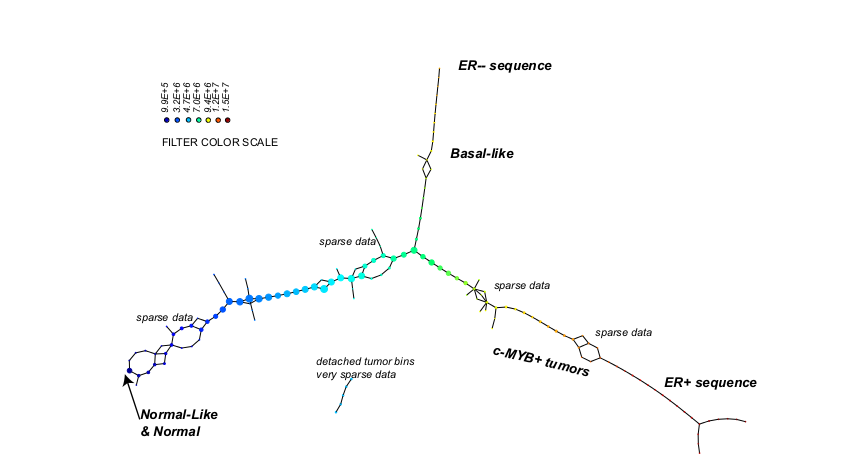 ER-- sequence
9.9E+5
3.2E+6
4.7E+6
7.0E+6
9.4E+6
1.2E+7
1.5E+7
FILTER COLOR SCALE
Basal-like
sparse data
sparse data
sparse data
sparse data
c-MYB+ tumors
detached tumor bins
very sparse data
ER+ sequence
Normal-Like
& Normal